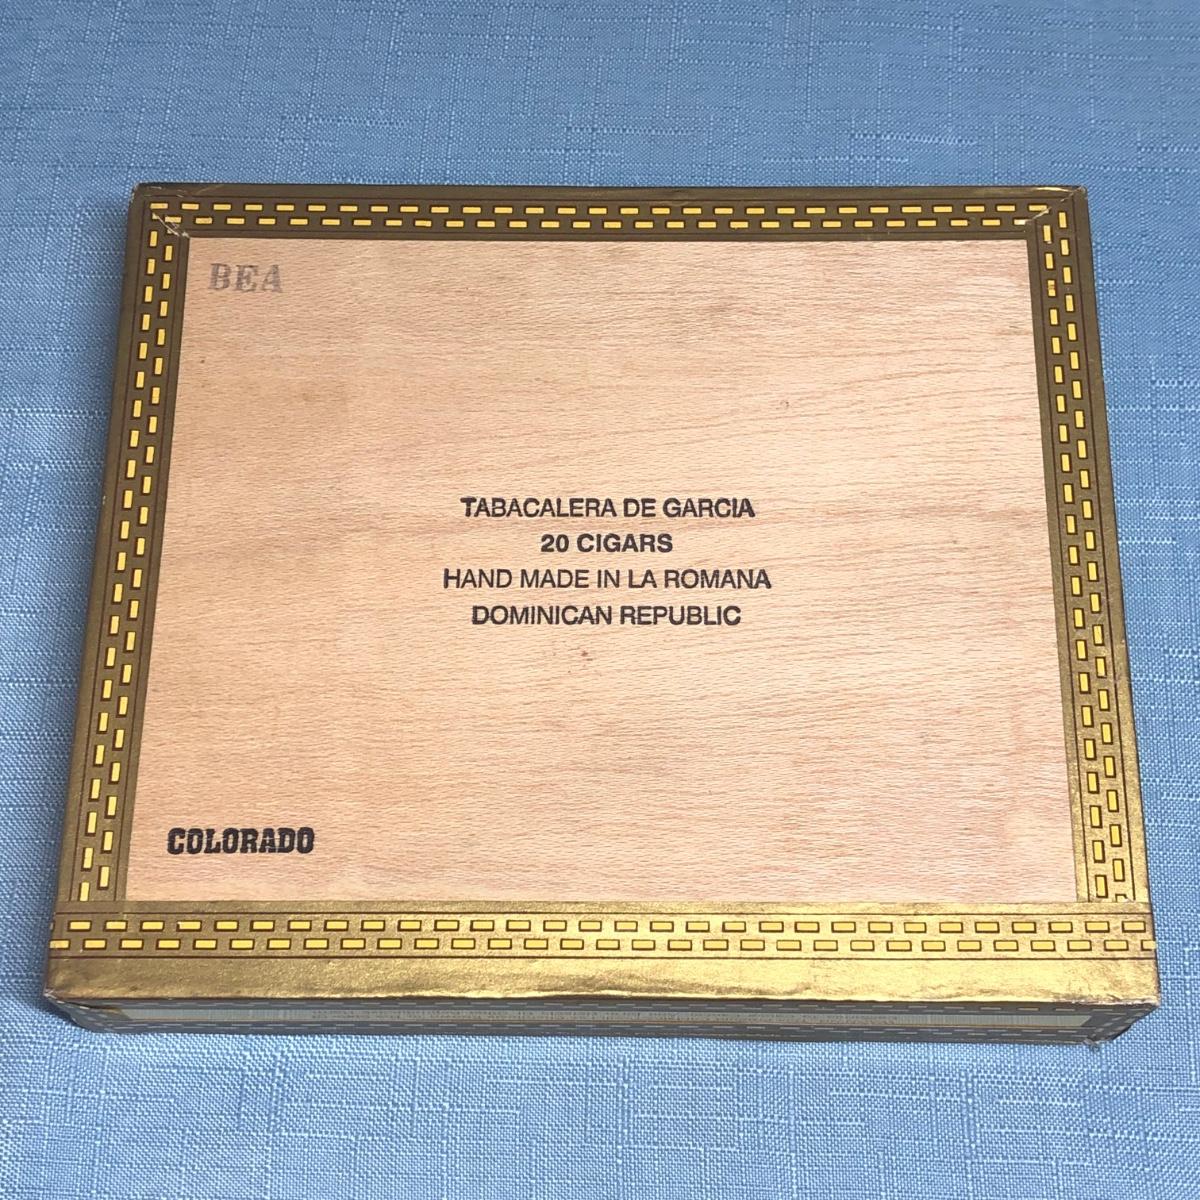 BEA
TABACALERA DE GARCIA
20 CIGARS
HAND MADE IN LA ROMANA
DOMINICAN REPUBLIC
COLORADO